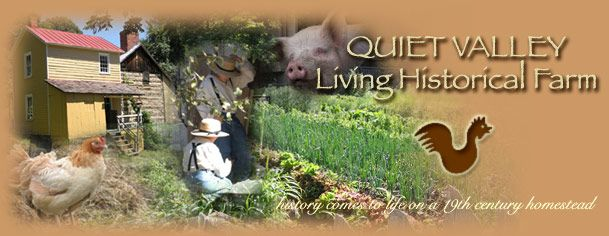 QUIET VALLEY
Living Historical Farm
history comes to life on a 19th century homestead